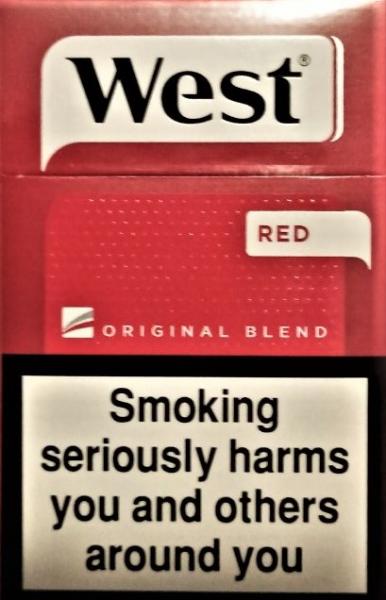 West®
RED
ORIGINAL BLEND
Smoking
seriously harms
you and others
around you